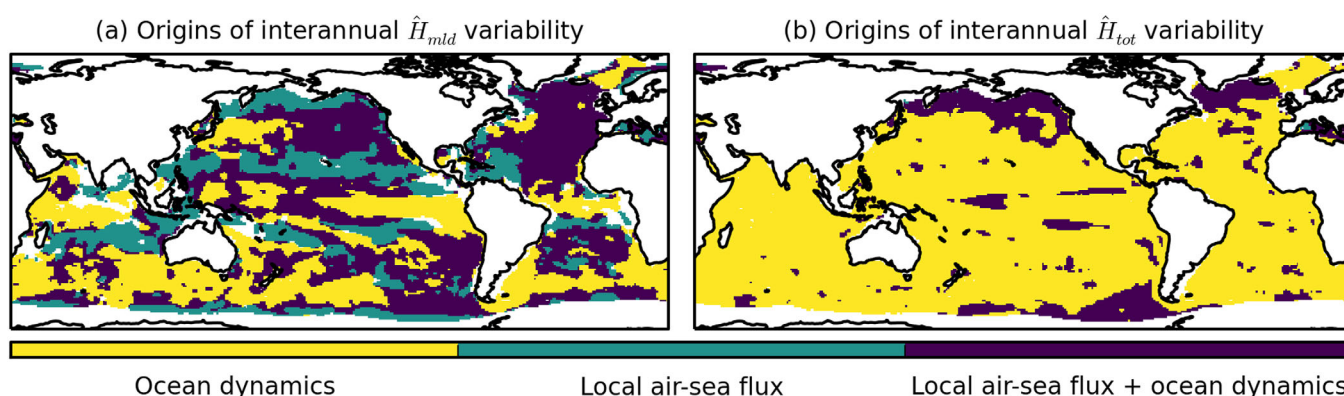 (a) Origins of interannual Ĥ_mld variability
(b) Origins of interannual Ĥ_tot variability
Ocean dynamics
Local air-sea flux
Local air-sea flux + ocean dynamics